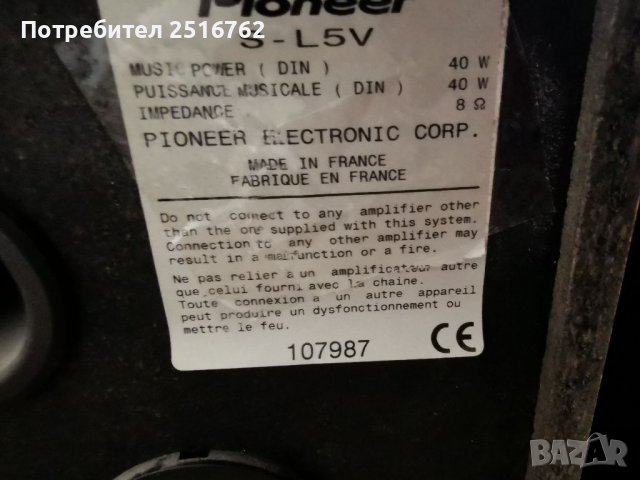 Потребител 2516762
Pioneer
S-L5V
MUSIC POWER ( DIN ) 40 W
PUISSANCE MUSICALE ( DIN ) 40 W
IMPEDANCE 8 Ω
PIONEER ELECTRONIC CORP.
MADE IN FRANCE
FABRIQUE EN FRANCE
Do not connect to any amplifier other
than the one supplied with this system.
Connection to any other amplifier may
result in a malfunction or a fire.
Ne pas relier a un amplificateur autre
que celui fourni avec la chaine.
Toute connexion a un autre appareil
peut produire un dysfonctionnement ou
mettre le feu.
107987 CE
BAZAR